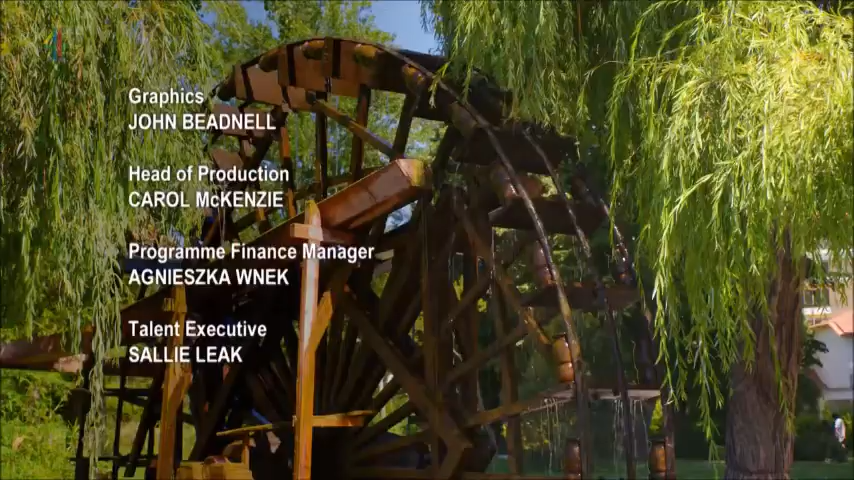 Graphics
JOHN BEADNELL
Head of Production
CAROL McKENZIE
Programme Finance Manager
AGNIESZKA WNEK
Talent Executive
SALLIE LEAK